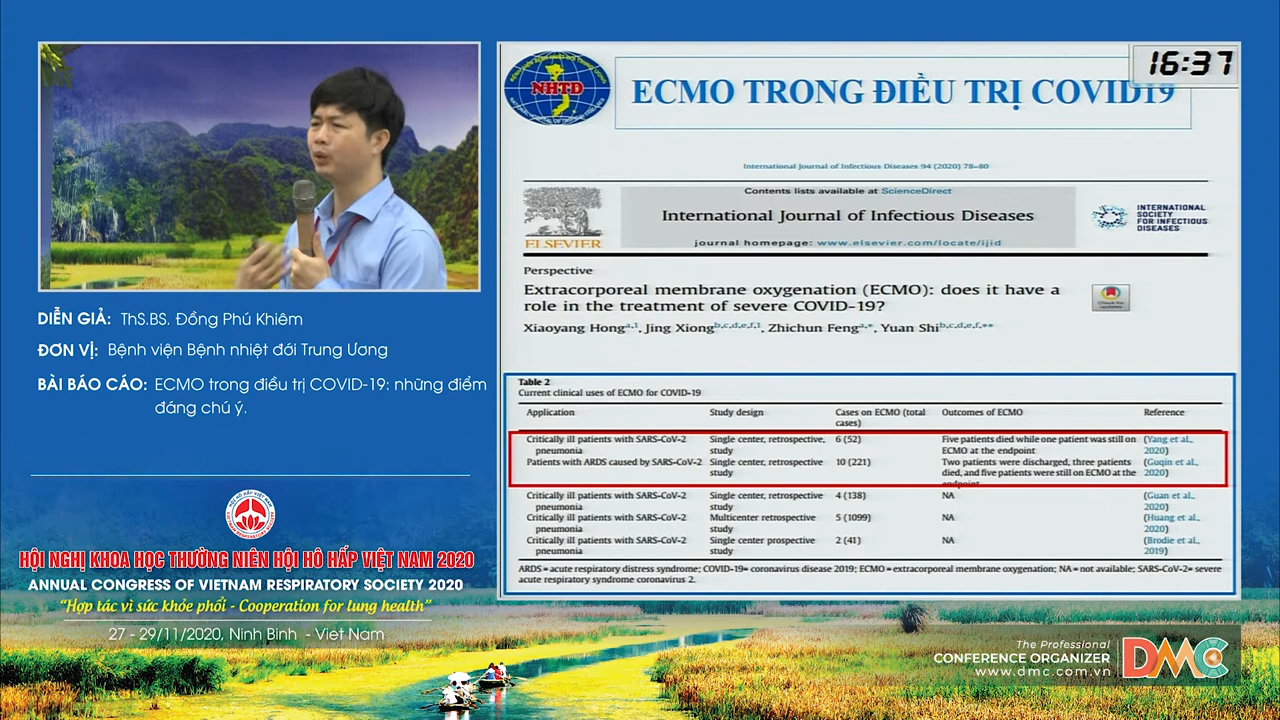 DIỄN GIẢ: ThS.BS. Đồng Phú Khiêm
ĐƠN VỊ: Bệnh viện Bệnh nhiệt đới Trung Ương
BÀI BÁO CÁO: ECMO trong điều trị COVID-19: những điểm
đáng chú ý.
HỘI NGHỊ KHOA HỌC THƯỜNG NIÊN HỘI HÔ HẤP VIỆT NAM 2020
ANNUAL CONGRESS OF VIETNAM RESPIRATORY SOCIETY 2020
“Hợp tác vì sức khỏe phổi - Cooperation for lung health”
27 - 29/11/2020, Ninh Bình - Viet Nam
NHTD
ECMO TRONG ĐIỀU TRỊ COVID19
16:37
International Journal of Infectious Diseases 94 (2020) 78–80
Contents lists available at ScienceDirect
International Journal of Infectious Diseases
journal homepage: www.elsevier.com/locate/ijid
ELSEVIER
INTERNATIONAL
SOCIETY
FOR INFECTIOUS
DISEASES
Perspective
Extracorporeal membrane oxygenation (ECMO): does it have a
role in the treatment of severe COVID-19?
Check for
updates
Xiaoyang Hong a,1, Jing Xiong b,c,d,e,f,1, Zhichun Feng a,*, Yuan Shi b,c,d,e,f,**
Table 2
Current clinical uses of ECMO for COVID-19
Application Study design Cases on ECMO (total Outcomes of ECMO Reference
cases)
Critically ill patients with SARS-CoV-2 Single center, retrospective, 6 (52) Five patients died while one patient was still on (Yang et al.,
pneumonia study ECMO at the endpoint 2020)
Patients with ARDS caused by SARS-CoV-2 Single center, retrospective 10 (221) Two patients were discharged, three patients (Guqin et al.,
study died, and five patients were still on ECMO at the 2020)
endpoint
Critically ill patients with SARS-CoV-2 Single center, retrospective 4 (138) NA (Guan et al.,
pneumonia study 2020)
Critically ill patients with SARS-CoV-2 Multicenter retrospective 5 (1099) NA (Huang et al.,
pneumonia study 2020)
Critically ill patients with SARS-CoV-2 Single center prospective 2 (41) NA (Brodie et al.,
pneumonia study 2019)
ARDS = acute respiratory distress syndrome; COVID-19= coronavirus disease 2019; ECMO = extracorporeal membrane oxygenation; NA = not available; SARS-CoV-2= severe
acute respiratory syndrome coronavirus 2.
The Professional
CONFERENCE ORGANIZER
www.dmc.com.vn
DMC